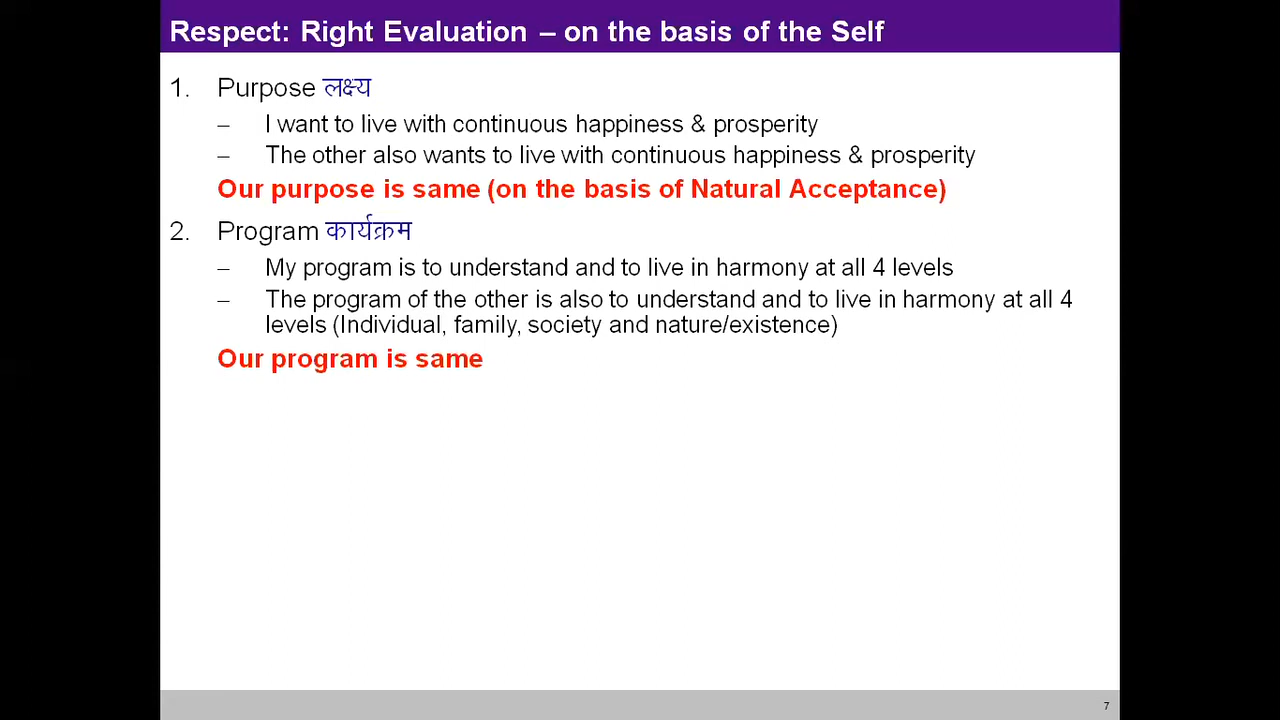 Respect: Right Evaluation – on the basis of the Self
1. Purpose लक्ष्य
– I want to live with continuous happiness & prosperity
– The other also wants to live with continuous happiness & prosperity
Our purpose is same (on the basis of Natural Acceptance)
2. Program कार्यक्रम
– My program is to understand and to live in harmony at all 4 levels
– The program of the other is also to understand and to live in harmony at all 4
levels (Individual, family, society and nature/existence)
Our program is same
7